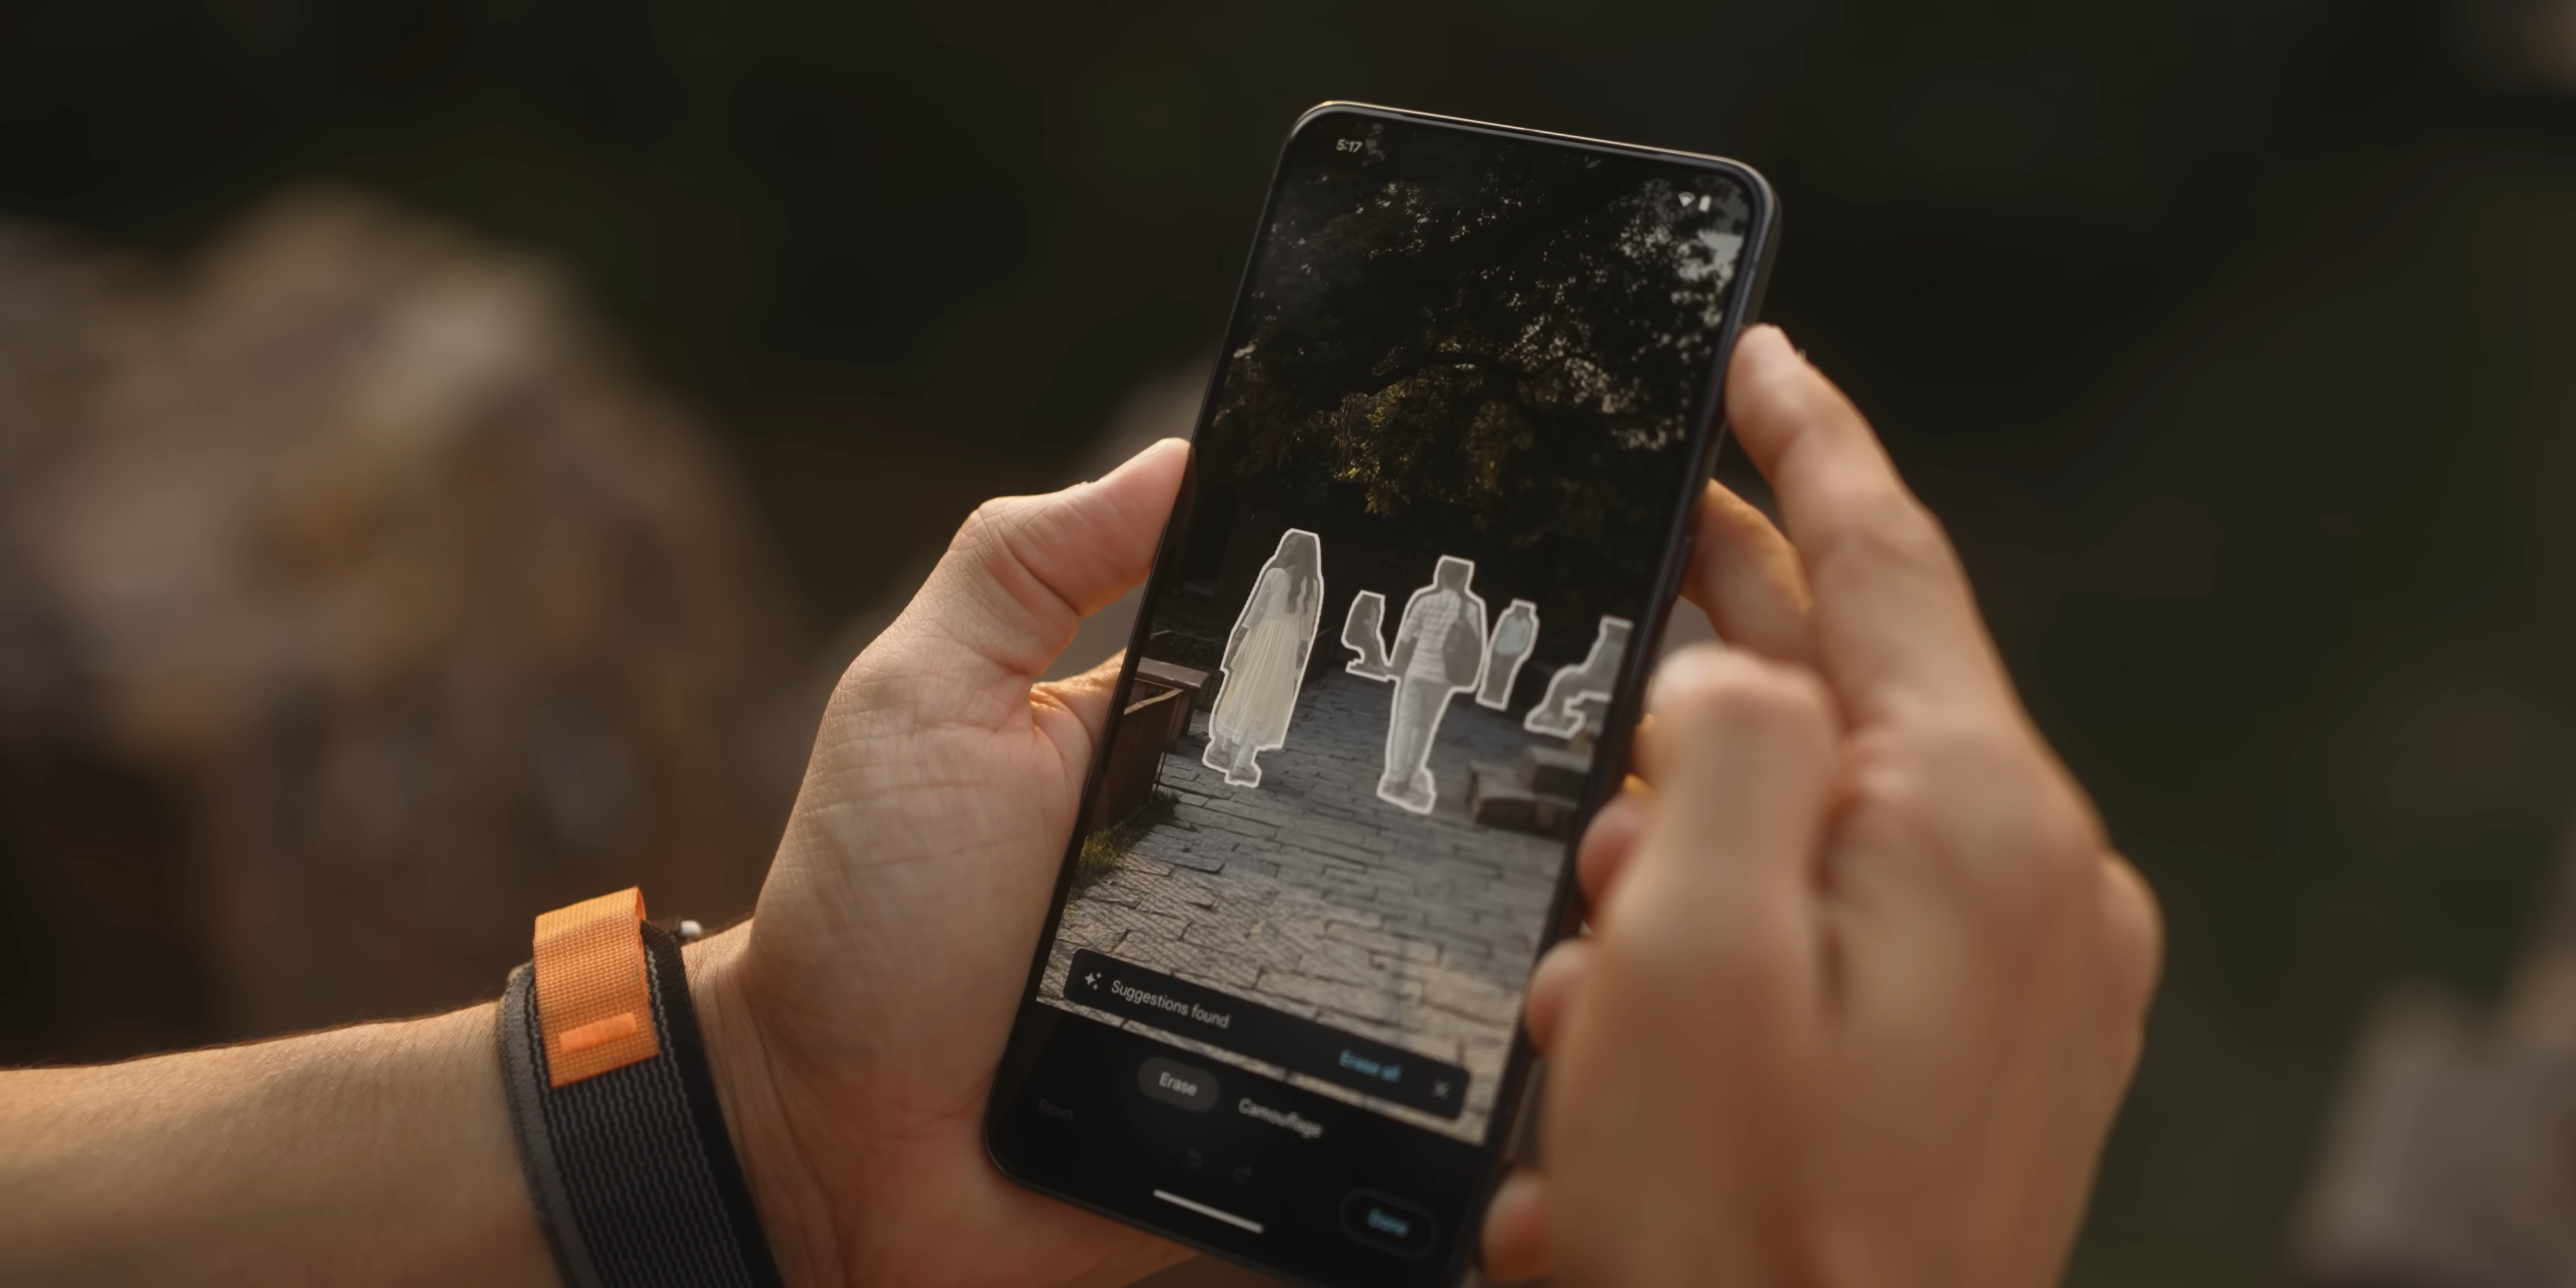 5:17
Suggestions found
Erase all
Erase
Camouflage
Reset
Done